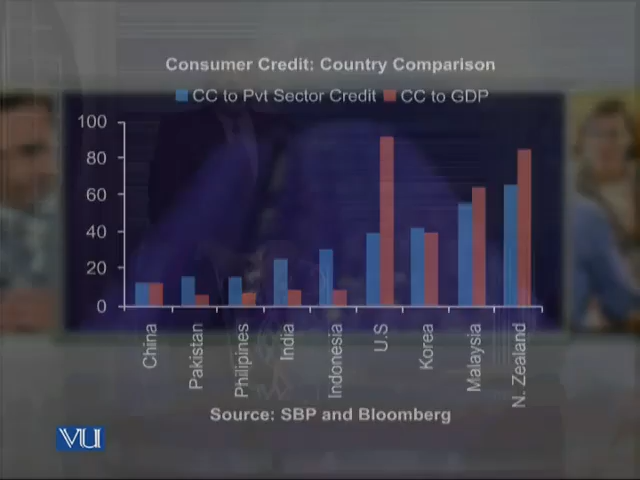 Consumer Credit: Country Comparison
CC to Pvt Sector Credit CC to GDP
100
80
60
40
20
0
China
Pakistan
Philipines
India
Indonesia
U.S
Korea
Malaysia
N. Zealand
Source: SBP and Bloomberg
VU